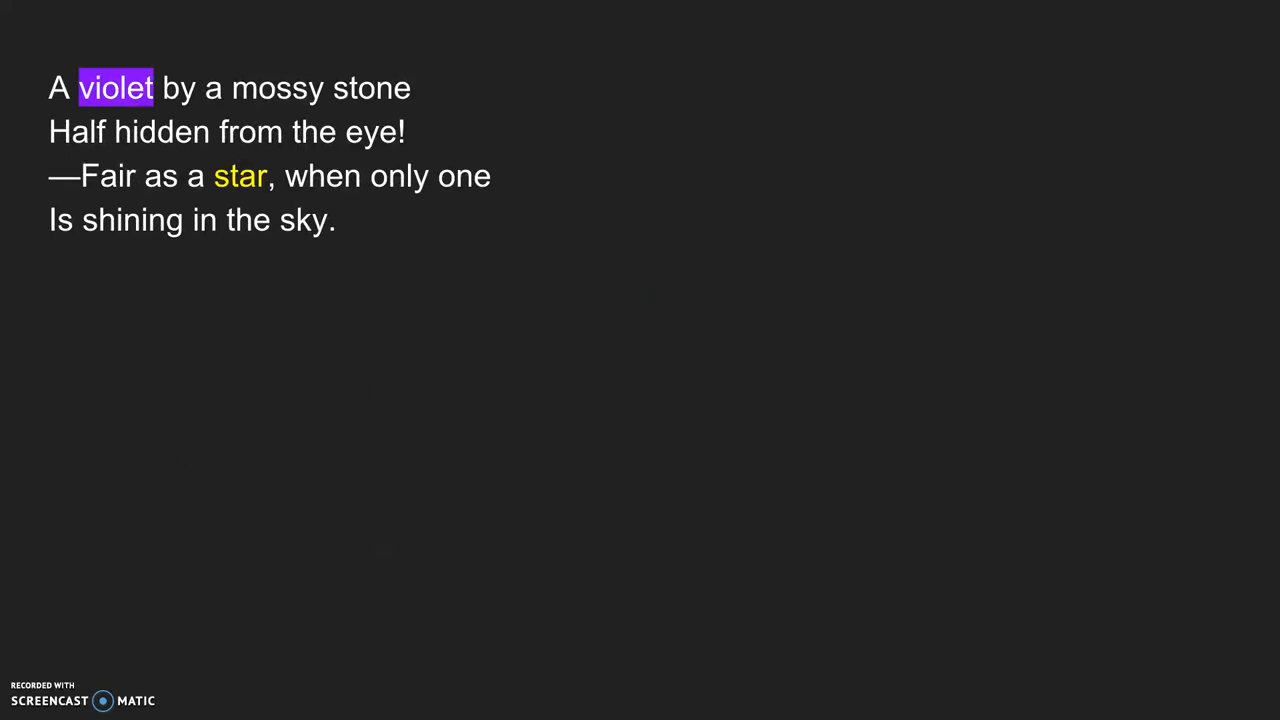 A violet by a mossy stone
Half hidden from the eye!
—Fair as a star, when only one
Is shining in the sky.
RECORDED WITH
SCREENCAST MATIC